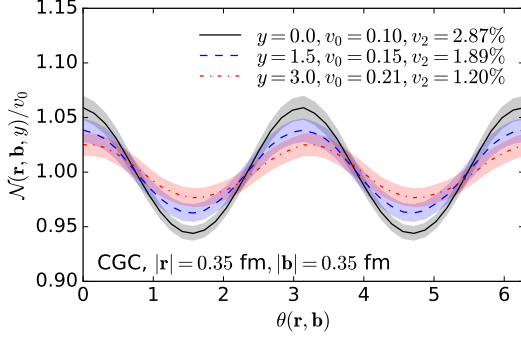 1.15
1.10
1.05
1.00
0.95
0.90
𝒩(r, b, y)/v₀
y = 0.0, v₀ = 0.10, v₂ = 2.87%
y = 1.5, v₀ = 0.15, v₂ = 1.89%
y = 3.0, v₀ = 0.21, v₂ = 1.20%
CGC, |r| = 0.35 fm, |b| = 0.35 fm
0 1 2 3 4 5 6
θ(r, b)